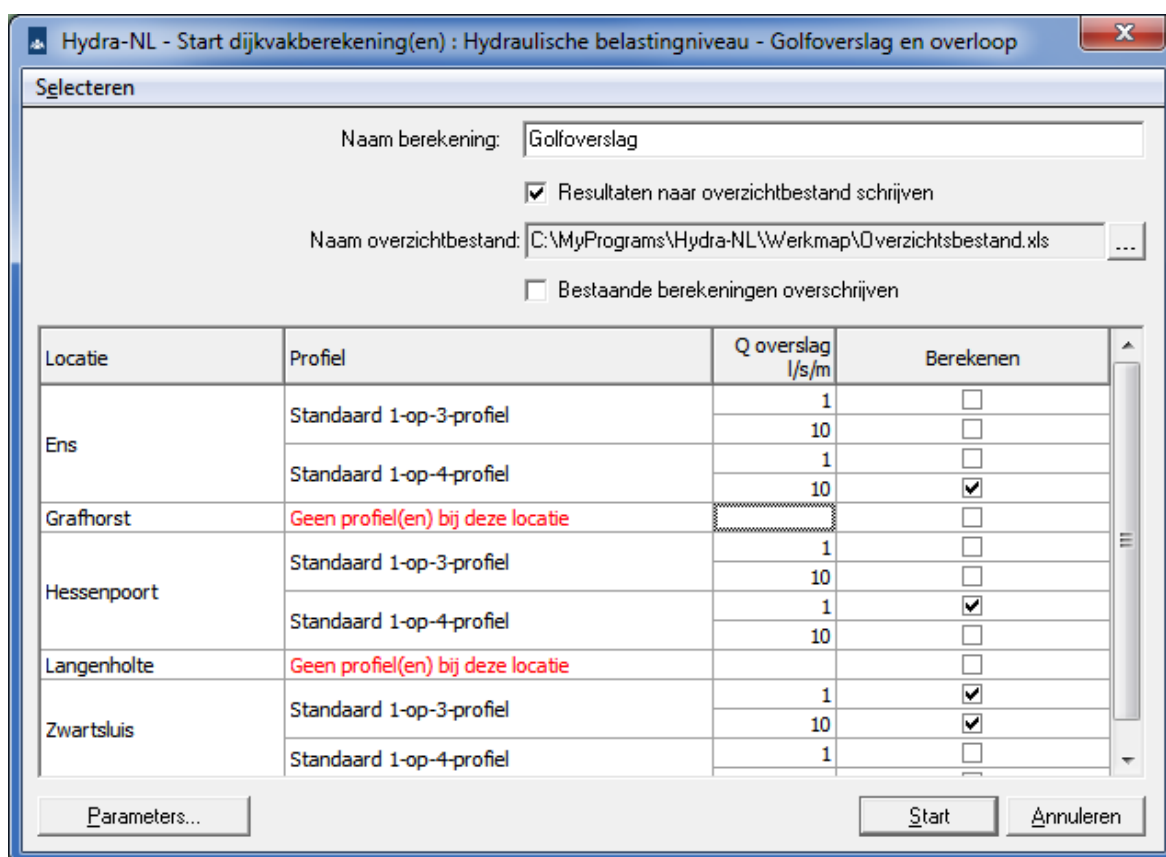 Hydra-NL - Start dijkvakberekening(en) : Hydraulische belastingniveau - Golfoverslag en overloop
Selecteren
Naam berekening: Golfoverslag
Resultaten naar overzichtbestand schrijven
Naam overzichtbestand: C:\MyPrograms\Hydra-NL\Werkmap\Overzichtsbestand.xls ...
Bestaande berekeningen overschrijven
Locatie Profiel Q overslag l/s/m Berekenen
Ens Standaard 1-op-3-profiel 1
10
Standaard 1-op-4-profiel 1
10
Grafhorst Geen profiel(en) bij deze locatie
Hessenpoort Standaard 1-op-3-profiel 1
10
Standaard 1-op-4-profiel 1
10
Langenholte Geen profiel(en) bij deze locatie
Zwartsluis Standaard 1-op-3-profiel 1
10
Standaard 1-op-4-profiel 1
Parameters... Start Annuleren